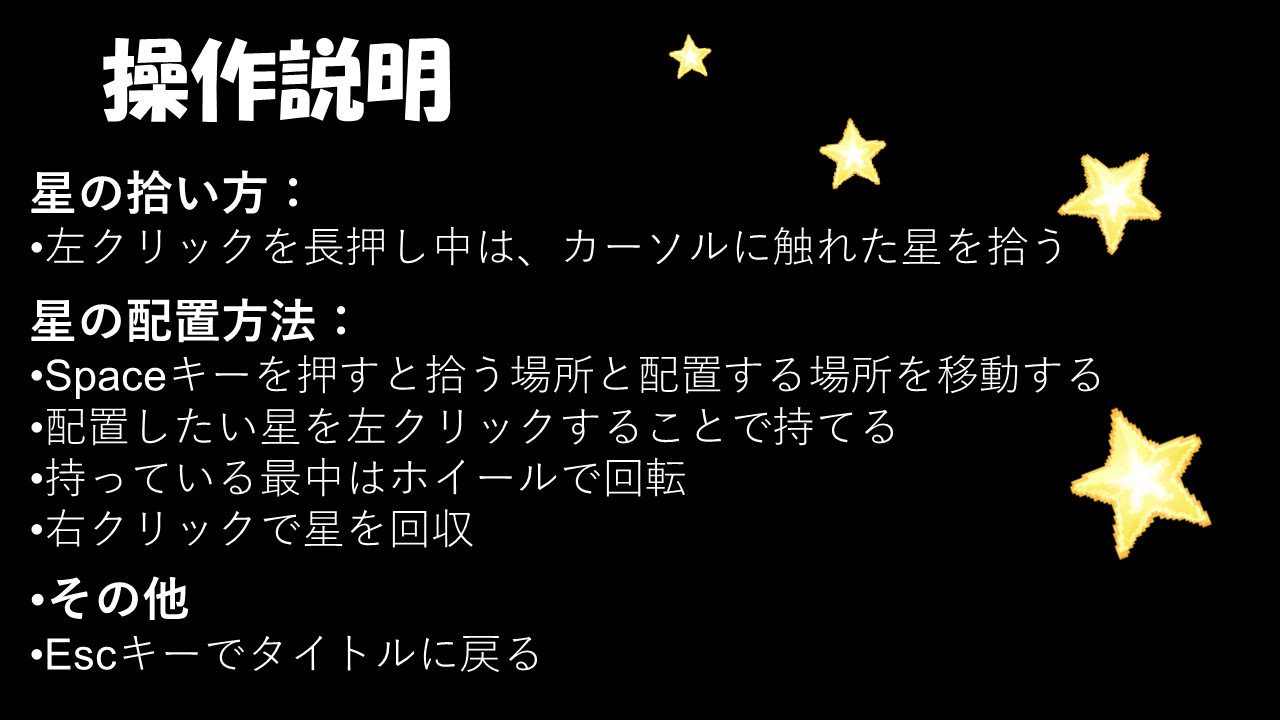 操作説明
星の拾い方：
•左クリックを長押し中は、カーソルに触れた星を拾う
星の配置方法：
•Spaceキーを押すと拾う場所と配置する場所を移動する
•配置したい星を左クリックすることで持てる
•持っている最中はホイールで回転
•右クリックで星を回収
•その他
•Escキーでタイトルに戻る